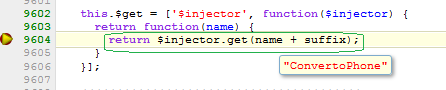 9601
9602 this.$get = ['$injector', function($injector) {
9603 return function(name) {
9604 return $injector.get(name + suffix);
9605 }
9606 }];
9607
"ConvertoPhone"